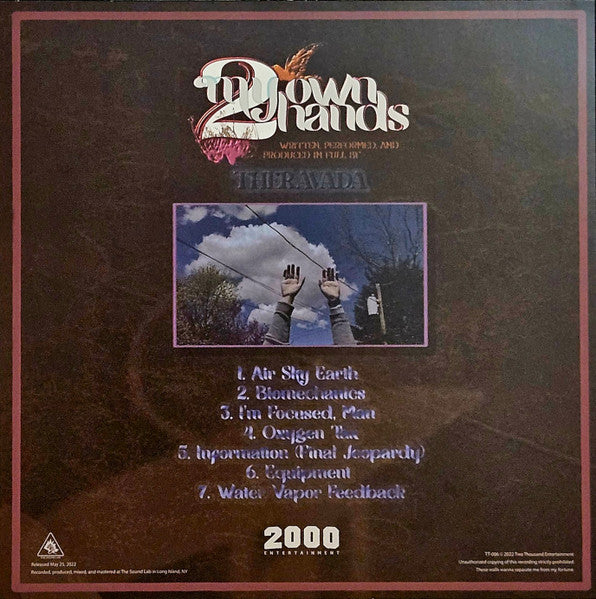 my own
2 hands
WRITTEN, PERFORMED, AND
PRODUCED IN FULL BY
THERAVADA
1. Air Sky Earth
2. Biomechanics
3. I'm Focused, Man
4. Oxygen Tax
5. Information (Final Jeopardy)
6. Equipment
7. Water Vapor Feedback
2000
ENTERTAINMENT
Released May 25, 2022
Recorded, produced, mixed, and mastered at The Sound Lab in Long Island, NY
TT-006 © 2022 Two Thousand Entertainment
Unauthorized copying of this recording strictly prohibited.
These walls wanna separate me from my fortune.